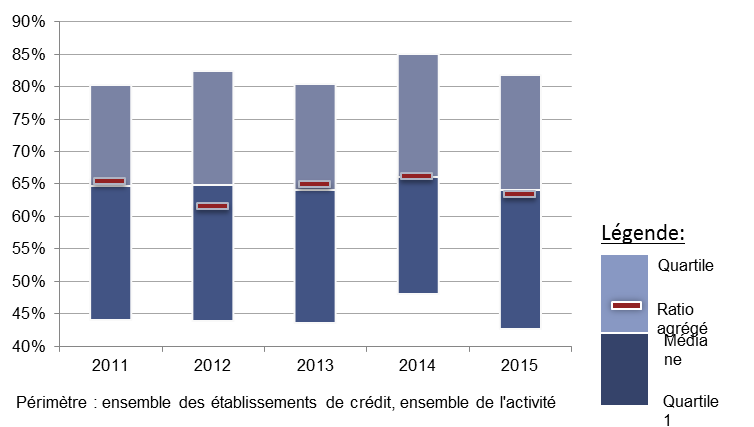 90%
85%
80%
75%
70%
65%
60%
55%
50%
45%
40%
2011 2012 2013 2014 2015
Périmètre : ensemble des établissements de crédit, ensemble de l'activité
Légende:
Quartile
Ratio
agrégé
Média
ne
Quartile
1